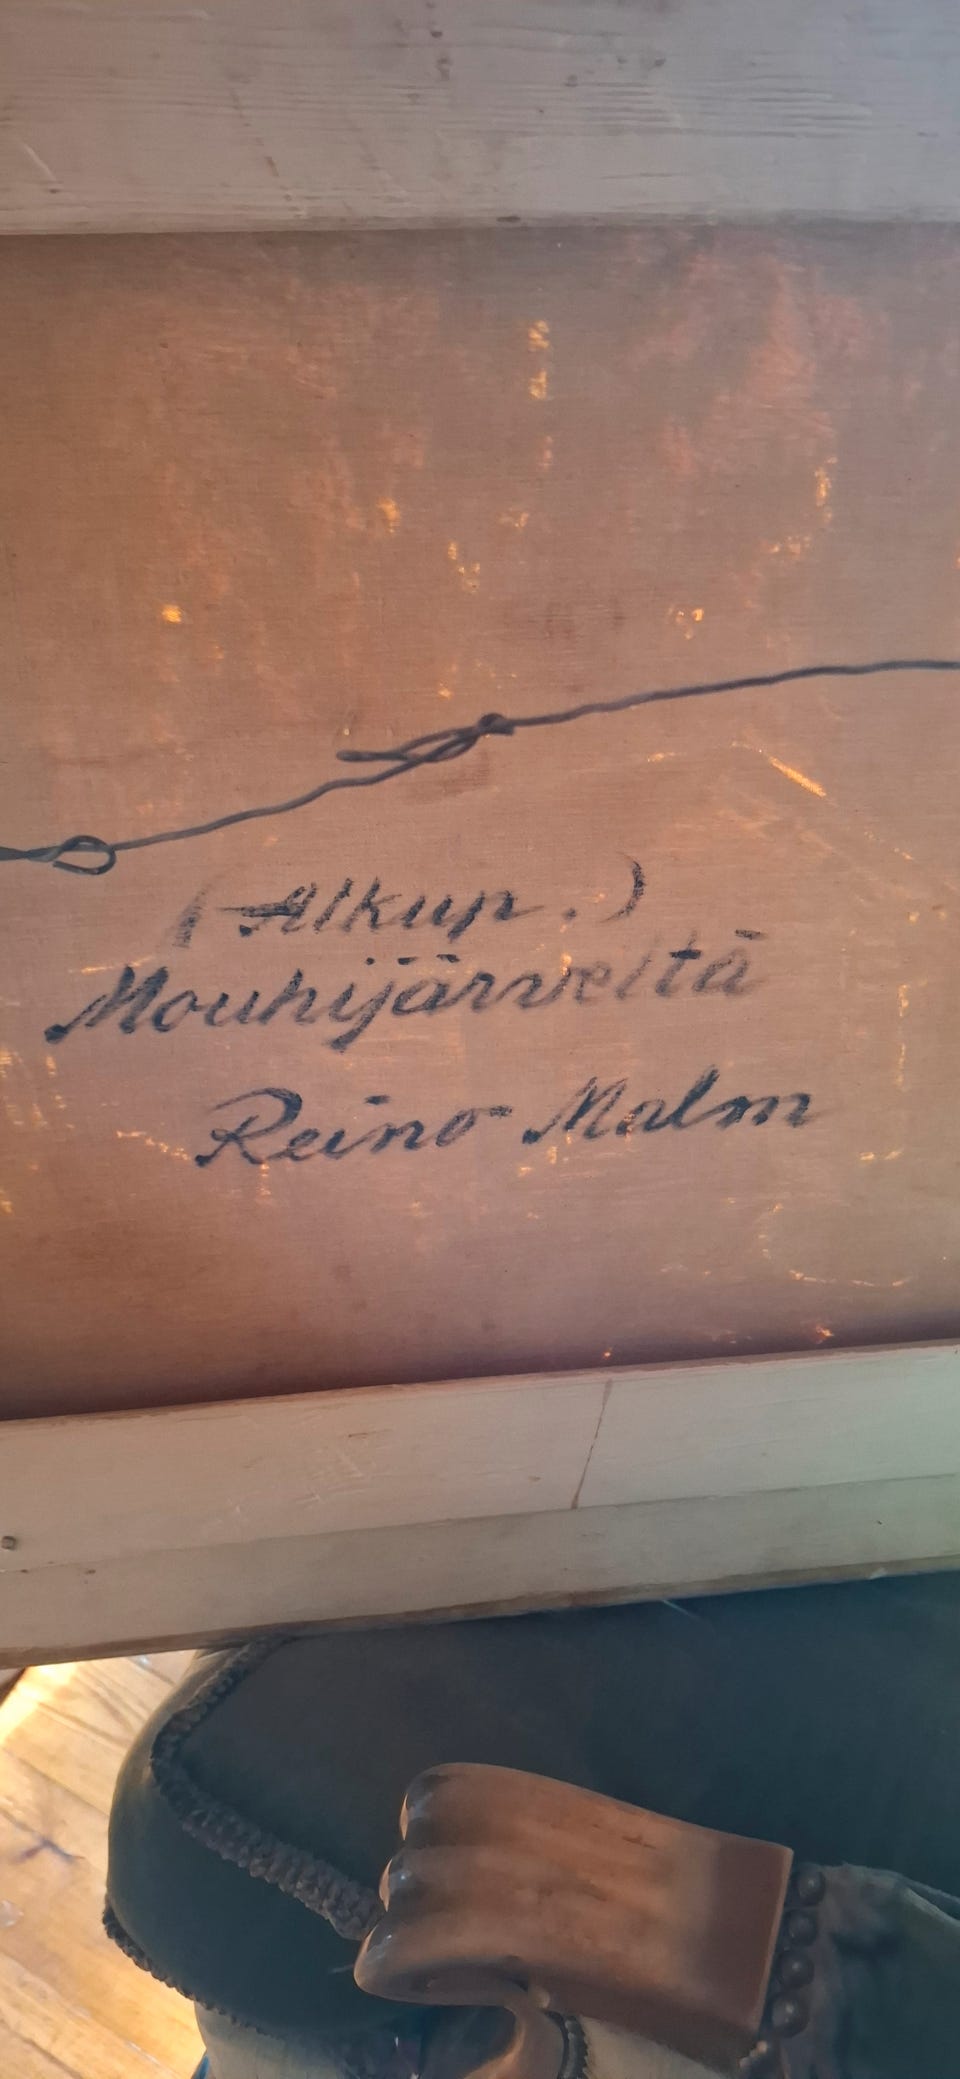 (Alkup.)
Mouhijärveltä
Reino Malm